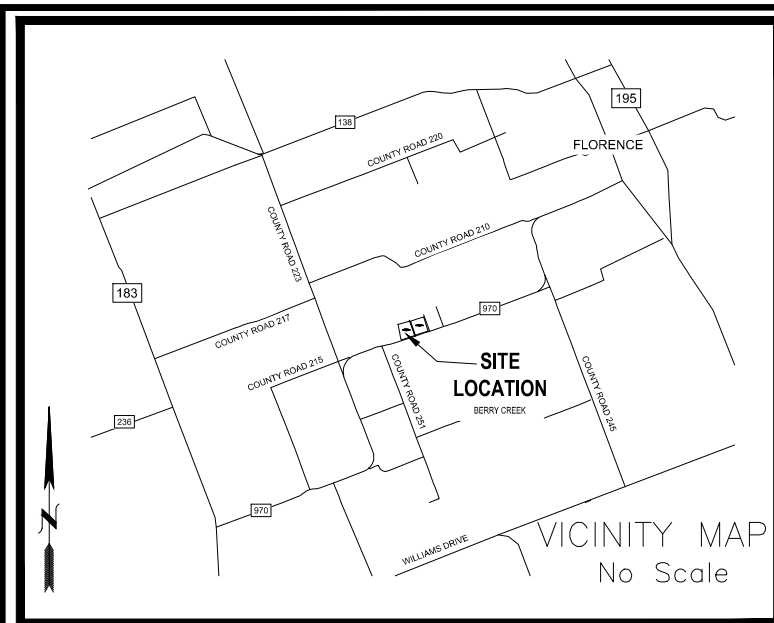 195
138
FLORENCE
COUNTY ROAD 220
COUNTY ROAD 223
COUNTY ROAD 210
183
970
COUNTY ROAD 217
SITE
LOCATION
BERRY CREEK
COUNTY ROAD 215
COUNTY ROAD 251
COUNTY ROAD 245
236
970
N
WILLIAMS DRIVE
VICINITY MAP
No Scale